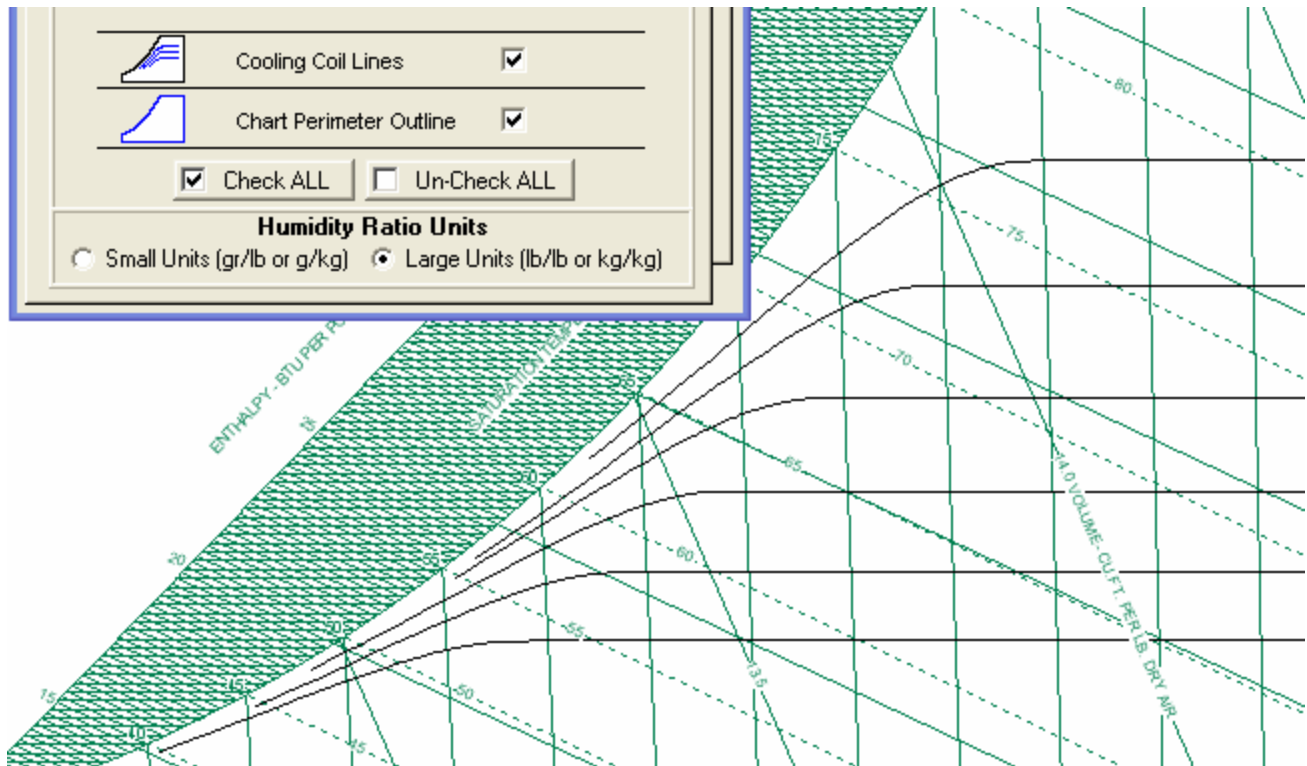 Cooling Coil Lines
Chart Perimeter Outline
Check ALL
Un-Check ALL
Humidity Ratio Units
Small Units (gr/lb or g/kg)
Large Units (lb/lb or kg/kg)
80
75
75
70
65
60
55
50
45
60
55
50
45
40
20
15
13.5
14.0 VOLUME- CU.FT. PER LB. DRY AIR
ENTHALPY - BTU PER
SATURATION